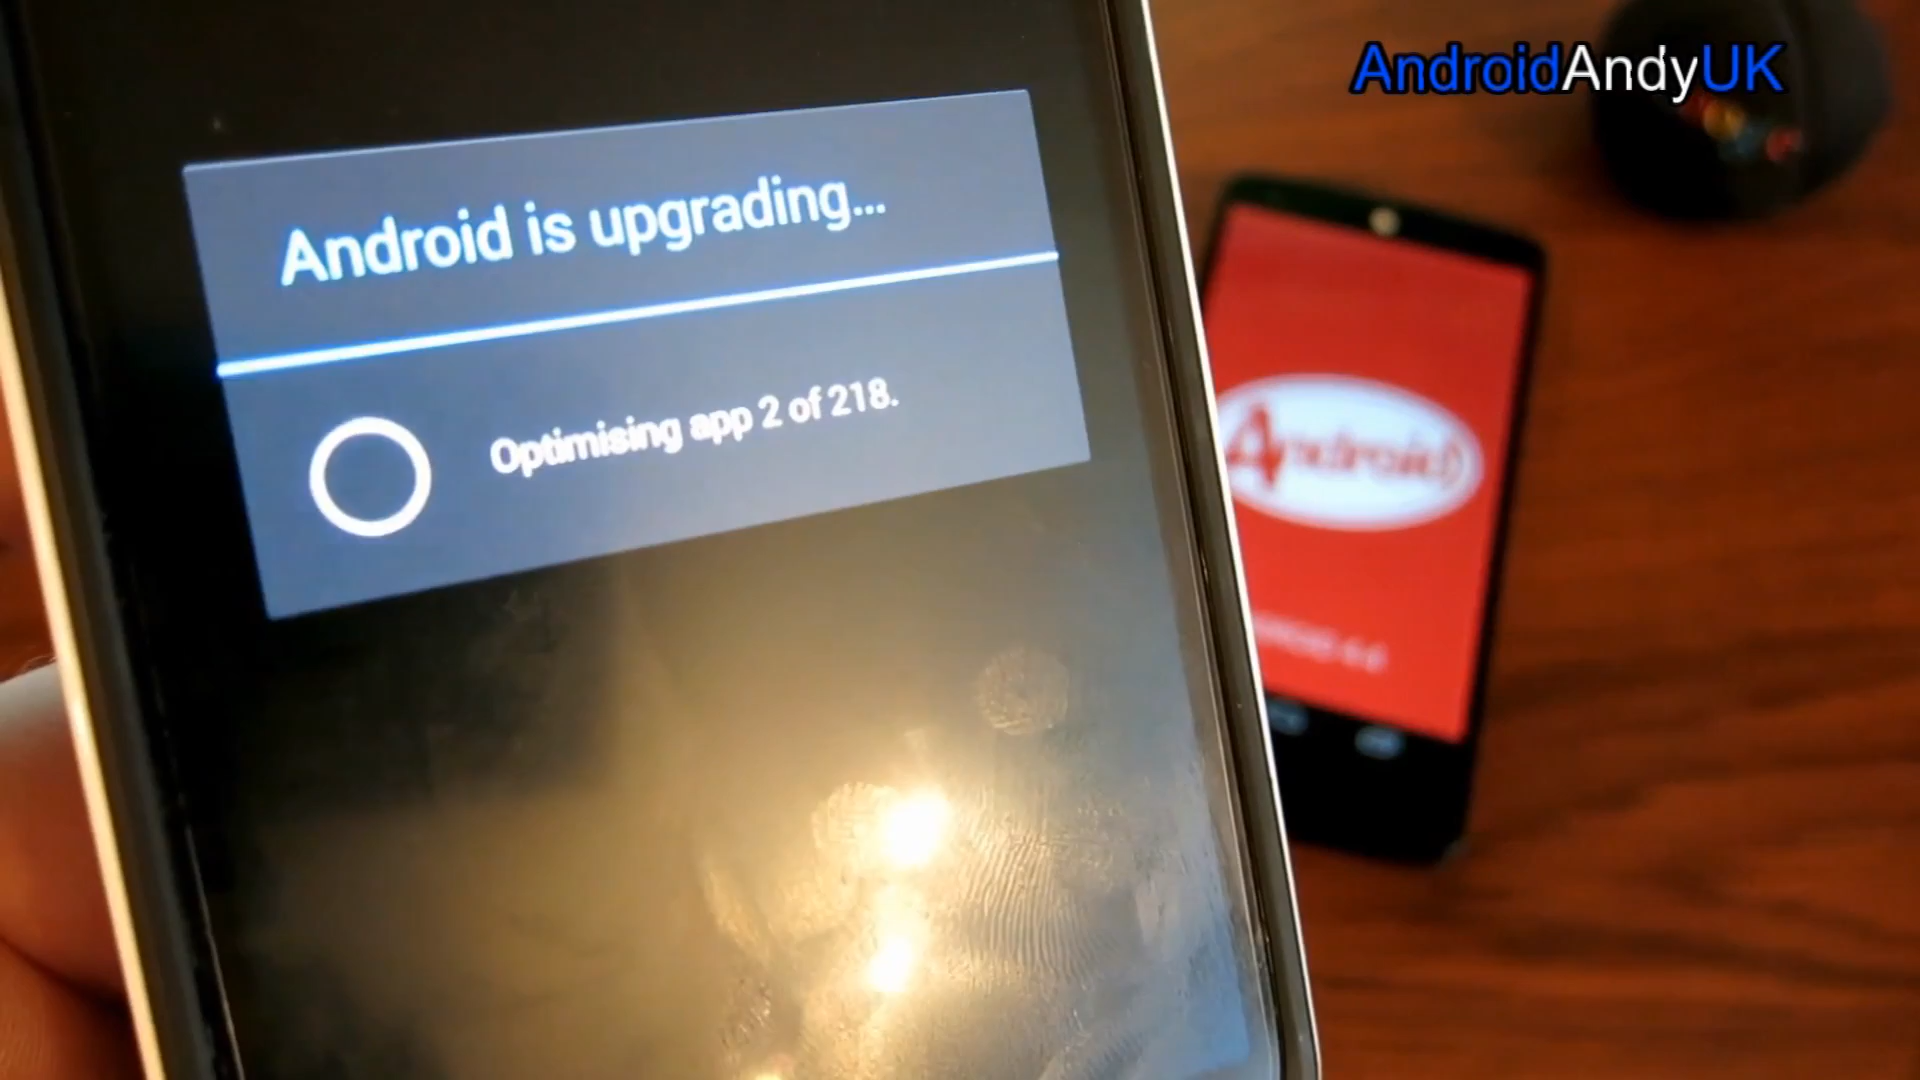 AndroidAndyUK
Android is upgrading...
Optimising app 2 of 218.
Android